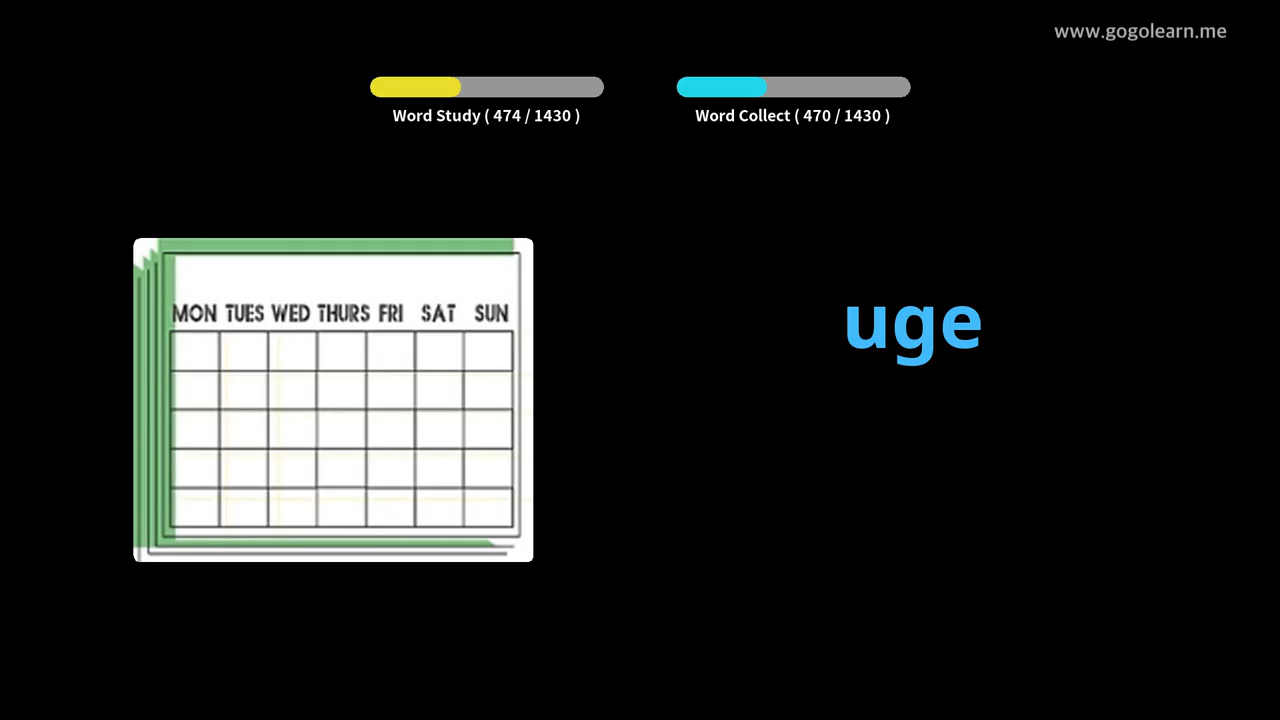 www.gogolearn.me
Word Study ( 474 / 1430 )
Word Collect ( 470 / 1430 )
MON TUES WED THURS FRI SAT SUN
uge